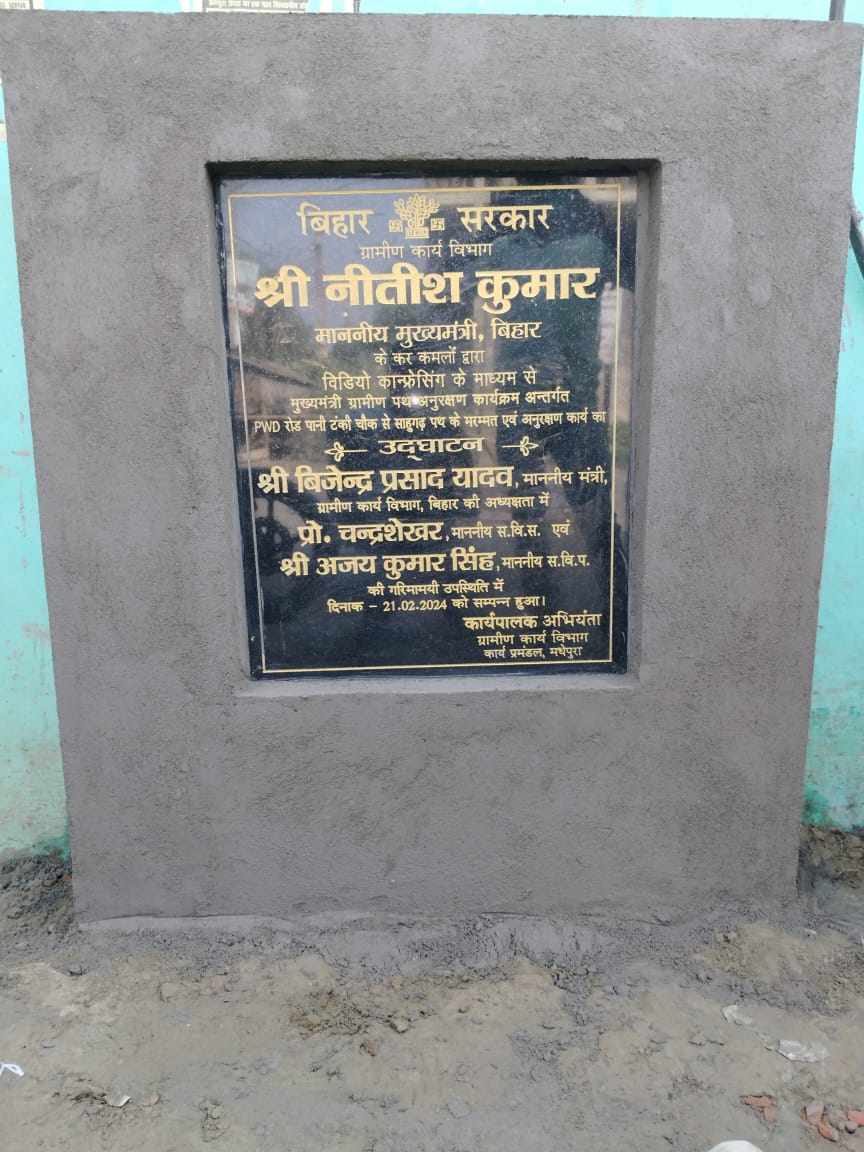 बिहार सरकार
ग्रामीण कार्य विभाग
श्री नीतीश कुमार
माननीय मुख्यमंत्री, बिहार
के कर कमलों द्वारा
विडियो कान्फ्रेसिंग के माध्यम से
मुख्यमंत्री ग्रामीण पथ अनुरक्षण कार्यक्रम अन्तर्गत
PWD रोड पानी टंकी चौक से साहुगढ़ पथ के मरम्मत एवं अनुरक्षण कार्य का
उद्घाटन
श्री बिजेन्द्र प्रसाद यादव, माननीय मंत्री,
ग्रामीण कार्य विभाग, बिहार की अध्यक्षता में
प्रो. चन्द्रशेखर, माननीय स.वि.स. एवं
श्री अजय कुमार सिंह, माननीय स.वि.प.
की गरिमामयी उपस्थिति में
दिनाक - 21.02.2024 को सम्पन्न हुआ।
कार्यपालक अभियंता
ग्रामीण कार्य विभाग
कार्य प्रमंडल, मधेपुरा